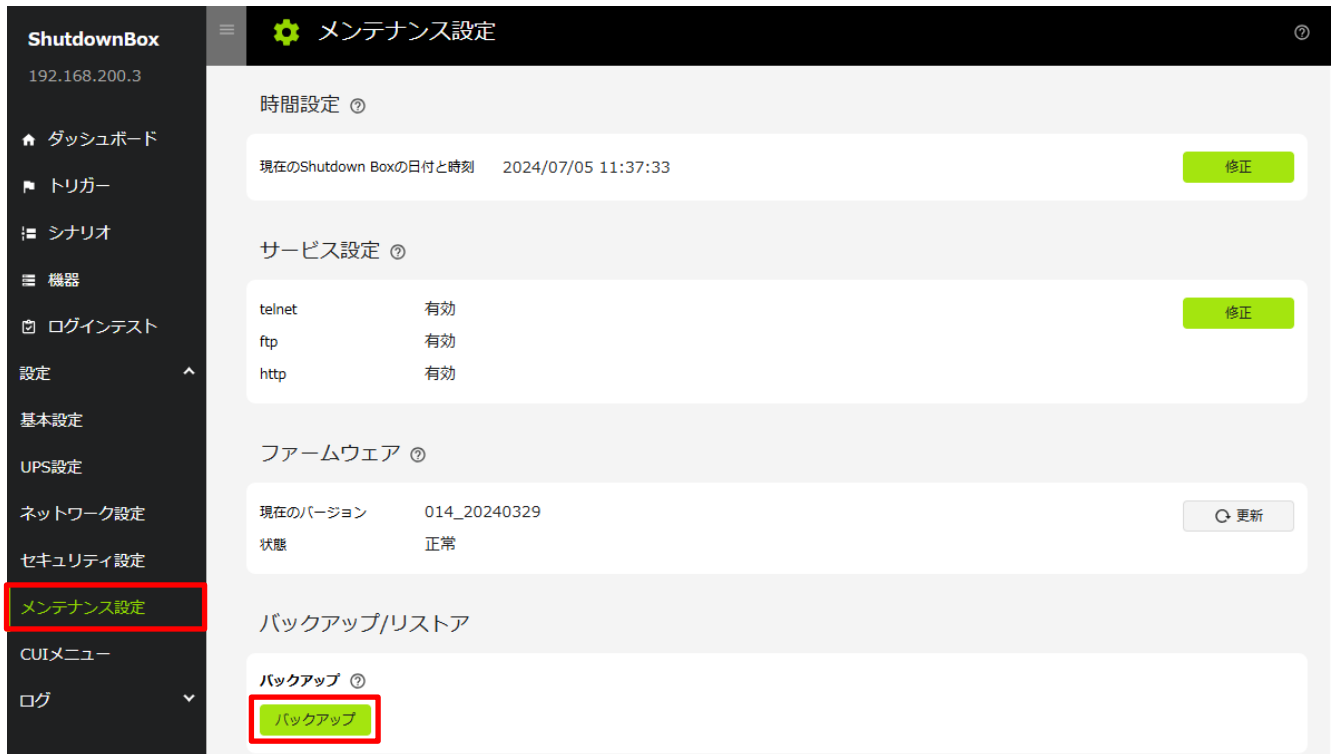 ShutdownBox
192.168.200.3
ダッシュボード
トリガー
シナリオ
機器
ログインテスト
設定
基本設定
UPS設定
ネットワーク設定
セキュリティ設定
メンテナンス設定
CUIメニュー
ログ
メンテナンス設定
時間設定
現在のShutdown Boxの日付と時刻 2024/07/05 11:37:33 修正
サービス設定
telnet 有効 修正
ftp 有効
http 有効
ファームウェア
現在のバージョン 014_20240329 更新
状態 正常
バックアップ/リストア
バックアップ
バックアップ